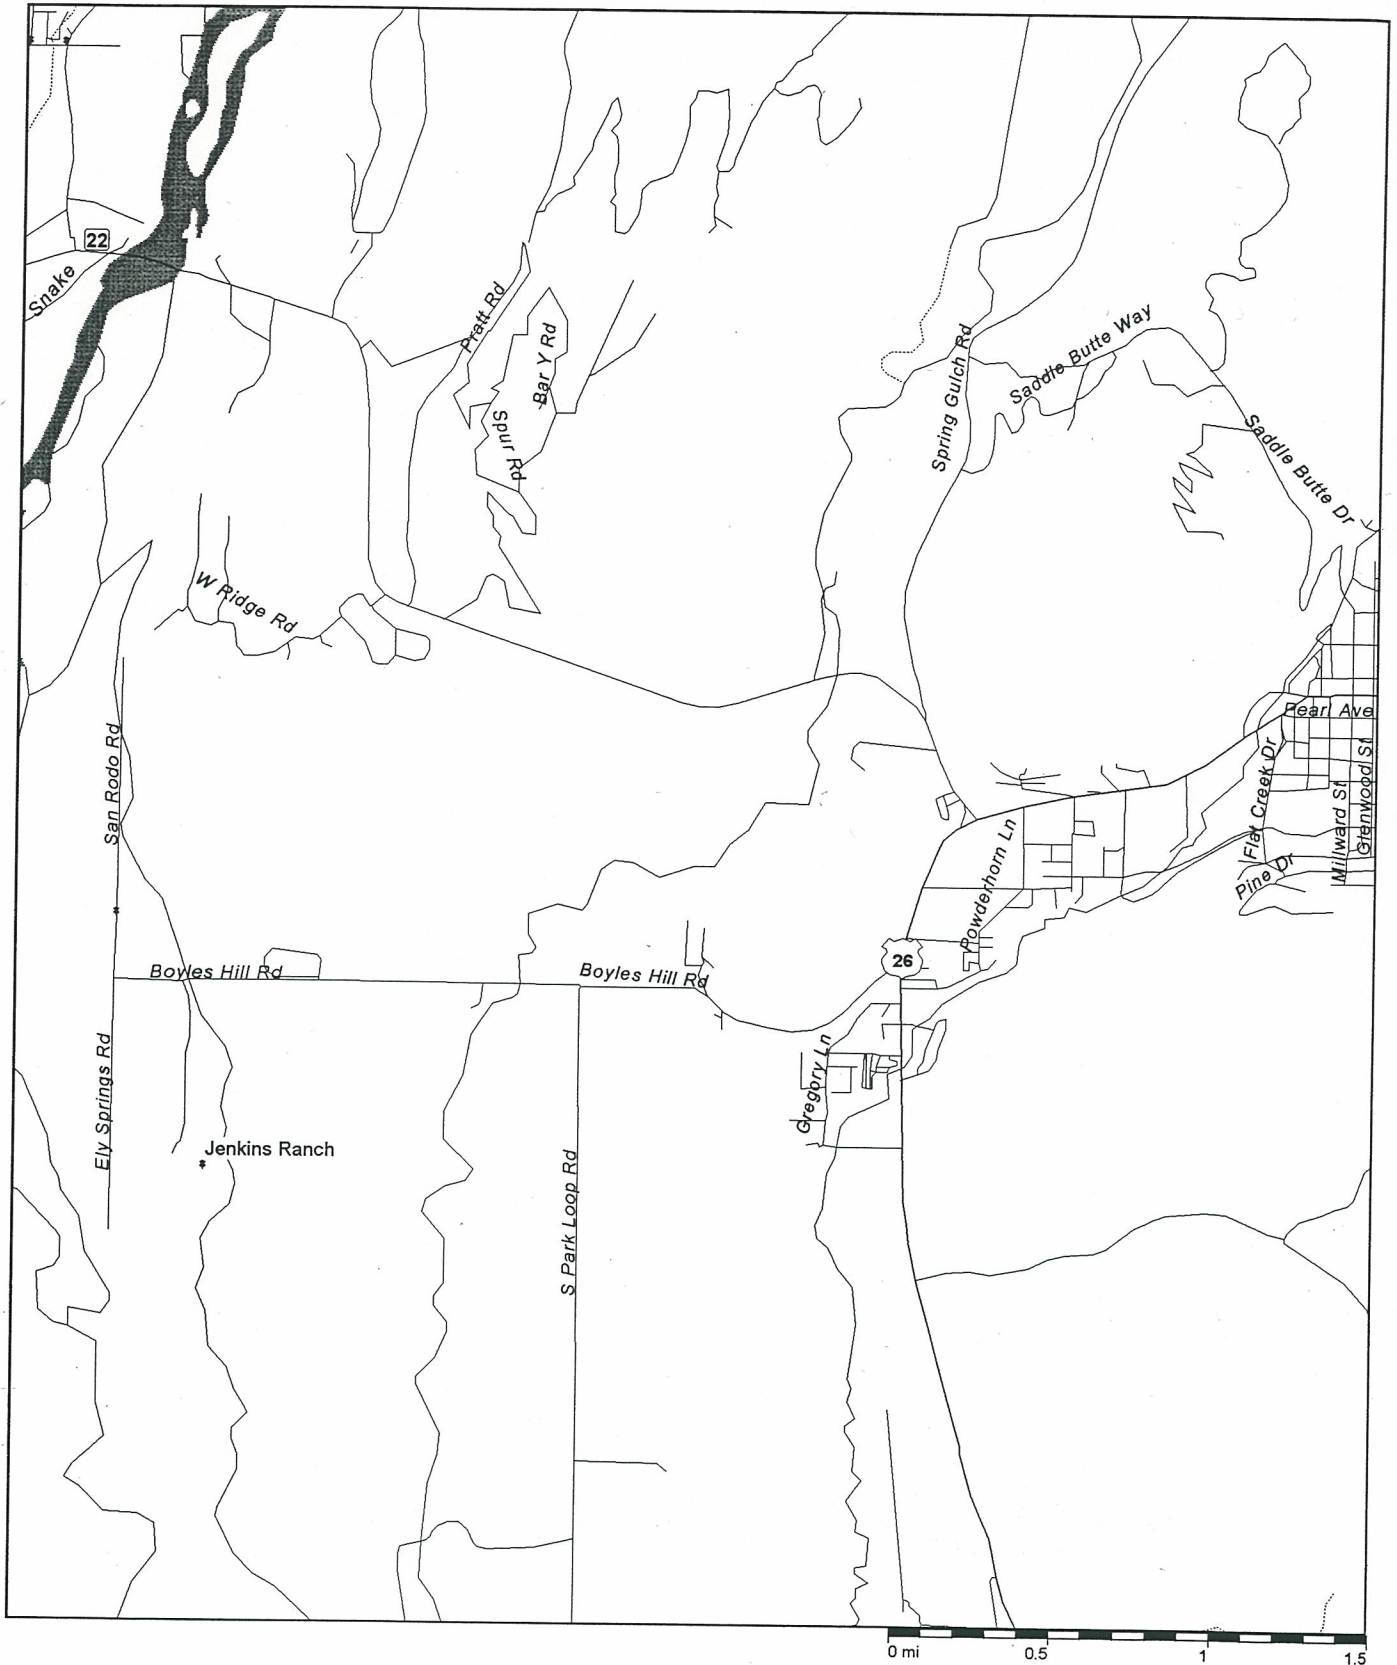 22
Snake
Pratt Rd
Bar Y Rd
Spur Rd
Spring Gulch Rd
Saddle Butte Way
Saddle Butte Dr
W Ridge Rd
San Rodo Rd
Pearl Ave
Flat Creek Dr
Millward St
Glenwood St
Powderhorn Ln
Pine Dr
26
Boyles Hill Rd
Boyles Hill Rd
Ely Springs Rd
Gregory Ln
Jenkins Ranch
S Park Loop Rd
0 mi 0.5 1 1.5